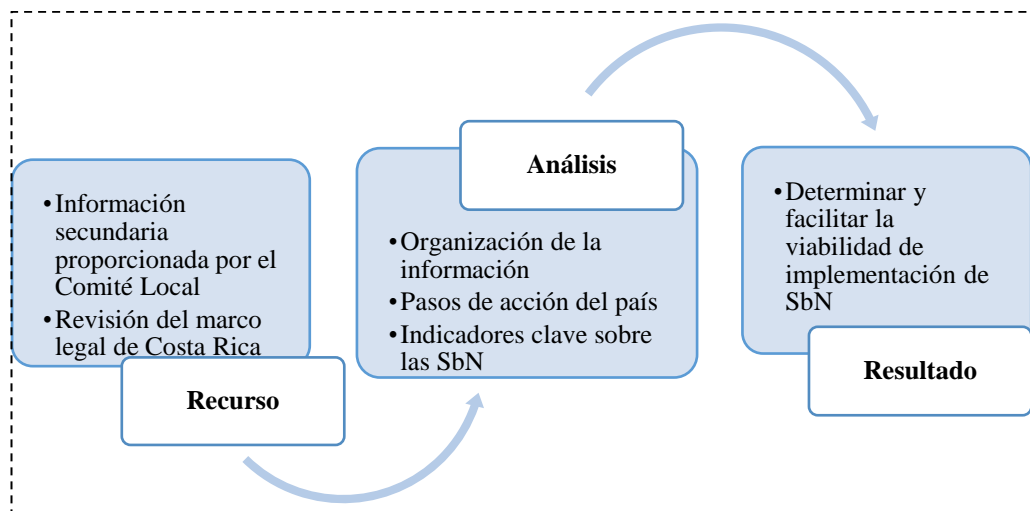 •Información
secundaria
proporcionada por el
Comité Local
•Revisión del marco
legal de Costa Rica
Recurso
Análisis
•Organización de la
información
•Pasos de acción del país
•Indicadores clave sobre
las SbN
•Determinar y
facilitar la
viabilidad de
implementación de
SbN
Resultado